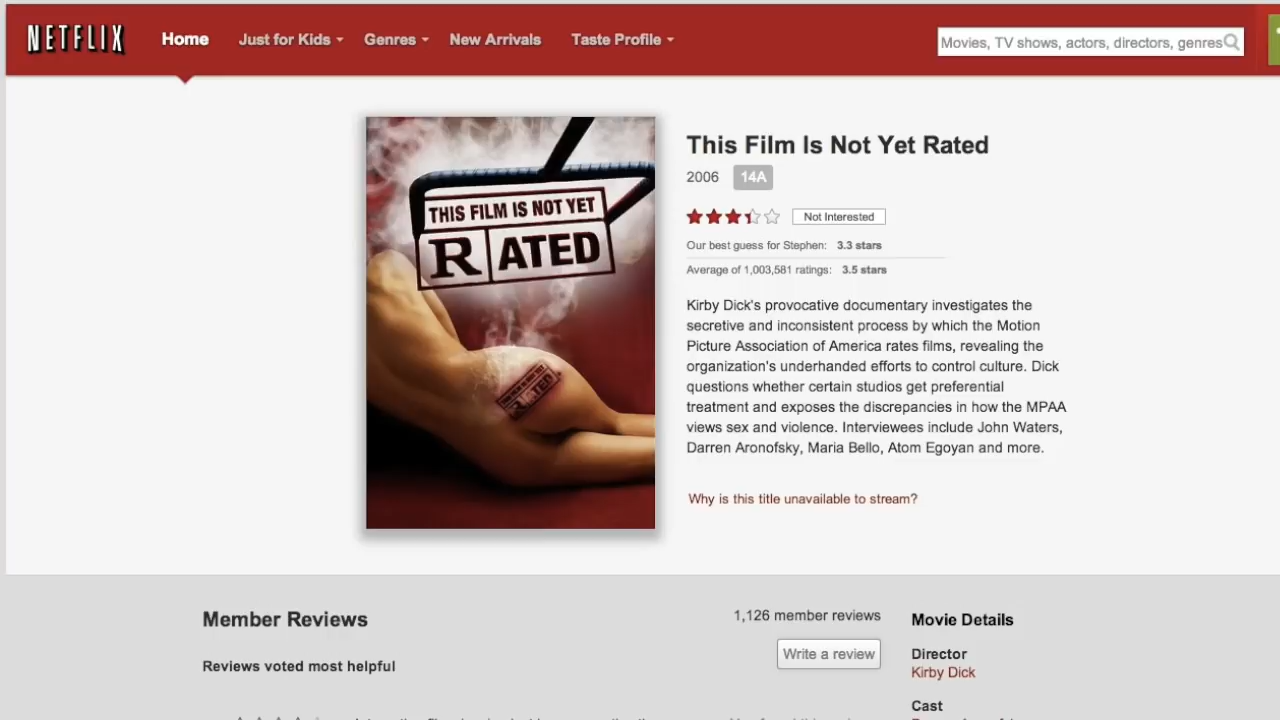 NETFLIX
Home
Just for Kids
Genres
New Arrivals
Taste Profile
Movies, TV shows, actors, directors, genres
THIS FILM IS NOT YET
RATED
This Film Is Not Yet Rated
2006
14A
Not Interested
Our best guess for Stephen: 3.3 stars
Average of 1,003,581 ratings: 3.5 stars
Kirby Dick's provocative documentary investigates the
secretive and inconsistent process by which the Motion
Picture Association of America rates films, revealing the
organization's underhanded efforts to control culture. Dick
questions whether certain studios get preferential
treatment and exposes the discrepancies in how the MPAA
views sex and violence. Interviewees include John Waters,
Darren Aronofsky, Maria Bello, Atom Egoyan and more.
Why is this title unavailable to stream?
Member Reviews
1,126 member reviews
Write a review
Reviews voted most helpful
Movie Details
Director
Kirby Dick
Cast